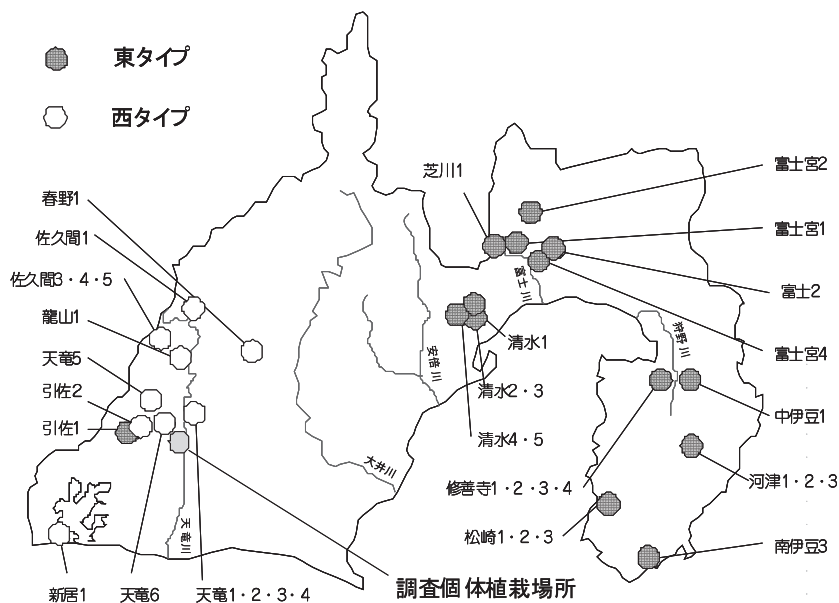 東タイプ
西タイプ
春野1
佐久間1
佐久間3・4・5
龍山1
天竜5
引佐2
引佐1
新居1
天竜6
天竜1・2・3・4
天竜川
大井川
安倍川
富士川
狩野川
芝川1
富士宮2
富士宮1
富士2
富士宮4
清水1
清水2・3
清水4・5
中伊豆1
河津1・2・3
修善寺1・2・3・4
松崎1・2・3
南伊豆3
調査個体植栽場所